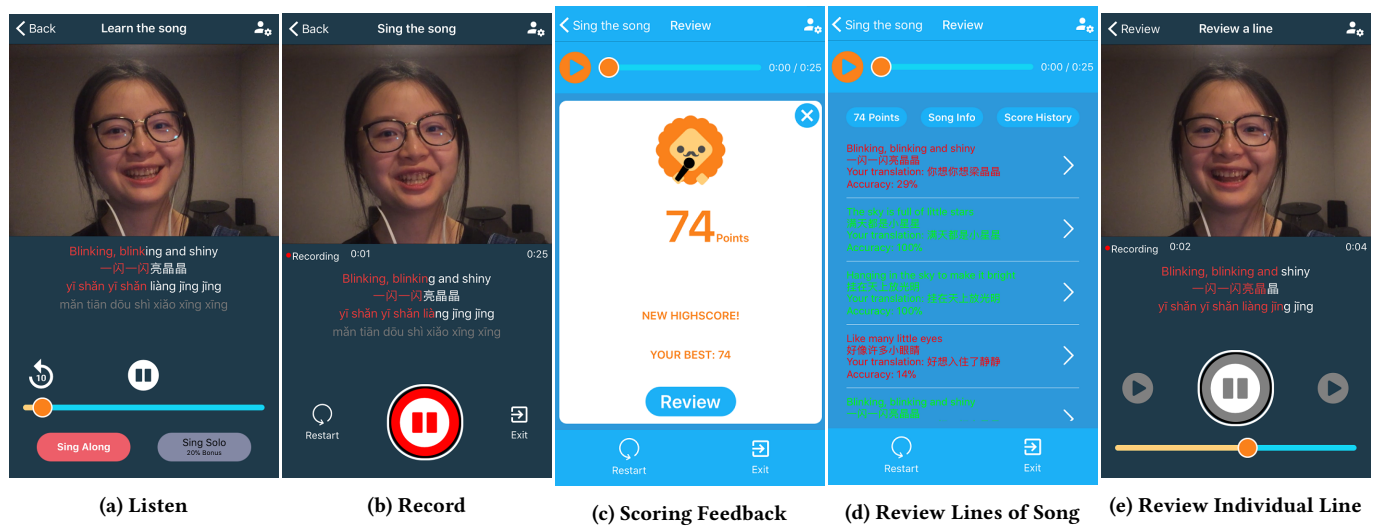 Back
Learn the song
Blinking, blinking and shiny
一闪一闪亮晶晶
yī shǎn yī shǎn liàng jīng jīng
mǎn tiān dōu shì xiǎo xīng xīng
10
Sing Along
Sing Solo
20% Bonus
(a) Listen
Back
Sing the song
Recording 0:01 0:25
Blinking, blinking and shiny
一闪一闪亮晶晶
yī shǎn yī shǎn liàng jīng jīng
mǎn tiān dōu shì xiǎo xīng xīng
Restart
Exit
(b) Record
Sing the song
Review
0:00 / 0:25
74 Points
NEW HIGHSCORE!
YOUR BEST: 74
Review
Restart
Exit
(c) Scoring Feedback
Sing the song
Review
0:00 / 0:25
74 Points
Song Info
Score History
Blinking, blinking and shiny
一闪一闪亮晶晶
Your translation: 你想你想梁晶晶
Accuracy: 29%
The sky is full of little stars
满天都是小星星
Your translation: 满天都是小星星
Accuracy: 100%
Hanging in the sky to make it bright
挂在天上放光明
Your translation: 挂在天上放光明
Accuracy: 100%
Like many little eyes
好像许多小眼睛
Your translation: 好想入住了静静
Accuracy: 14%
Blinking, blinking and shiny
一闪一闪亮晶晶
Restart
Exit
(d) Review Lines of Song
Review
Review a line
Recording 0:02 0:04
Blinking, blinking and shiny
一闪一闪亮晶晶
yī shǎn yī shǎn liàng jīng jīng
(e) Review Individual Line